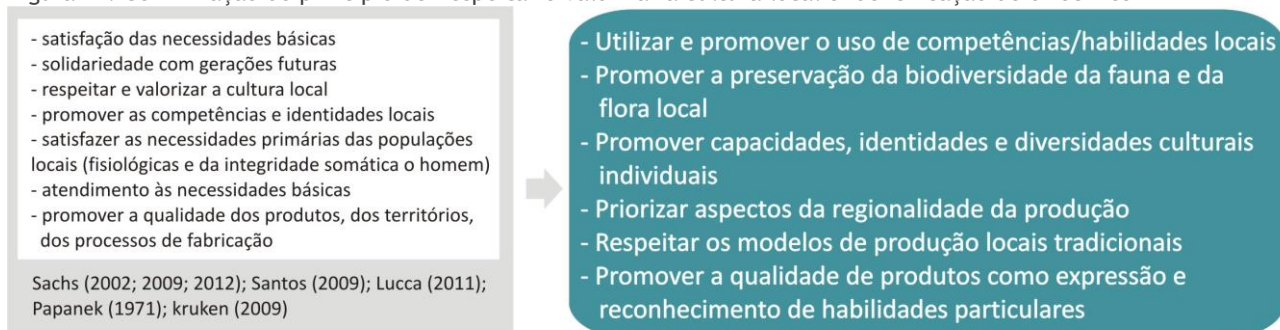 - satisfação das necessidades básicas
- solidariedade com gerações futuras
- respeitar e valorizar a cultura local
- promover as competências e identidades locais
- satisfazer as necessidades primárias das populações
locais (fisiológicas e da integridade somática o homem)
- atendimento às necessidades básicas
- promover a qualidade dos produtos, dos territórios,
dos processos de fabricação
Sachs (2002; 2009; 2012); Santos (2009); Lucca (2011);
Papanek (1971); kruken (2009)
- Utilizar e promover o uso de competências/habilidades locais
- Promover a preservação da biodiversidade da fauna e da
flora local
- Promover capacidades, identidades e diversidades culturais
individuais
- Priorizar aspectos da regionalidade da produção
- Respeitar os modelos de produção locais tradicionais
- Promover a qualidade de produtos como expressão e
reconhecimento de habilidades particulares